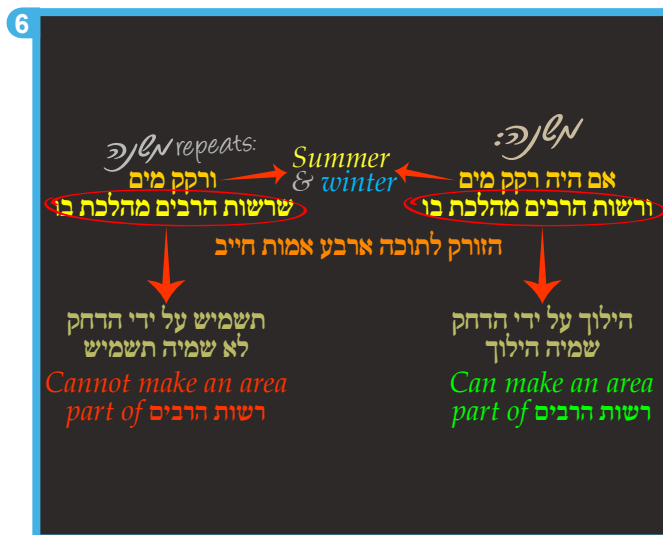 6
משנה:
אם היה רקק מים
ורשות הרבים מהלכת בו
Summer
& winter
משנה repeats:
ורקק מים
שרשות הרבים מהלכת בו
הזורק לתוכה ארבע אמות חייב
הילוך על ידי הדחק
שמיה הילוך
Can make an area
part of רשות הרבים
תשמיש על ידי הדחק
לא שמיה תשמיש
Cannot make an area
part of רשות הרבים